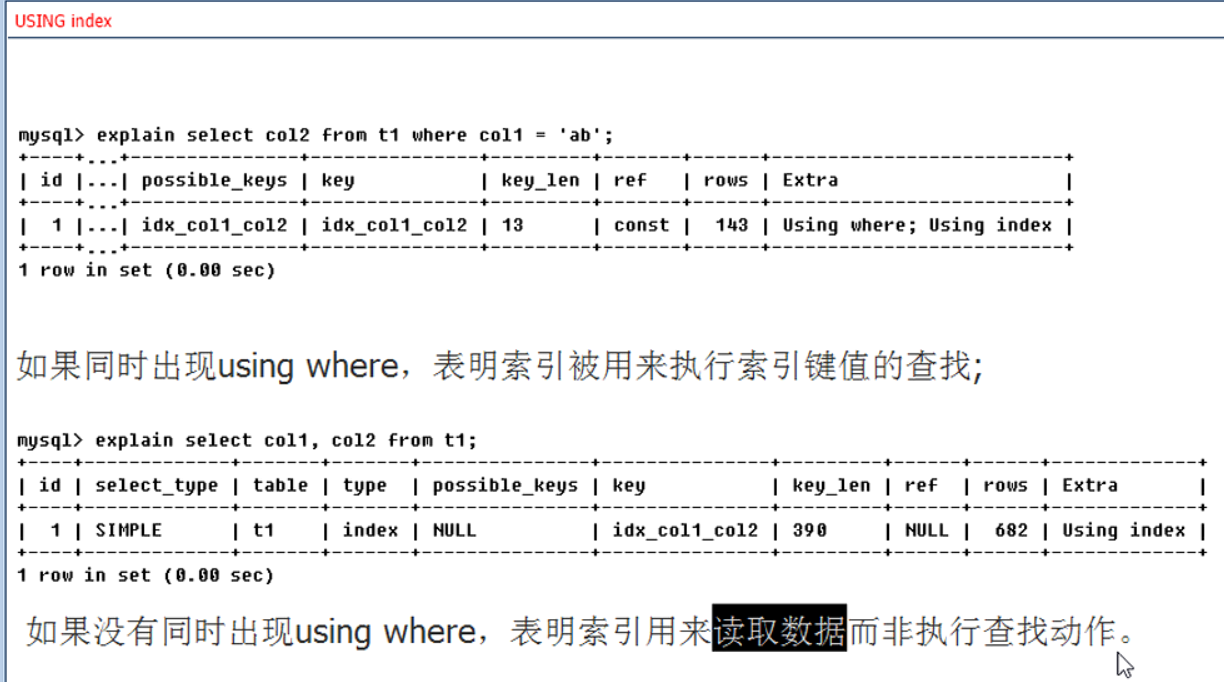 USING index
mysql> explain select col2 from t1 where col1 = 'ab';
+----+...+---------------+---------------+---------+-------+------+--------------------------+
| id |...| possible_keys | key | key_len | ref | rows | Extra |
+----+...+---------------+---------------+---------+-------+------+--------------------------+
| 1 |...| idx_col1_col2 | idx_col1_col2 | 13 | const | 143 | Using where; Using index |
+----+...+---------------+---------------+---------+-------+------+--------------------------+
1 row in set (0.00 sec)
如果同时出现using where，表明索引被用来执行索引键值的查找;
mysql> explain select col1, col2 from t1;
+----+-------------+-------+-------+---------------+---------------+---------+------+------+-------------+
| id | select_type | table | type | possible_keys | key | key_len | ref | rows | Extra |
+----+-------------+-------+-------+---------------+---------------+---------+------+------+-------------+
| 1 | SIMPLE | t1 | index | NULL | idx_col1_col2 | 390 | NULL | 682 | Using index |
+----+-------------+-------+-------+---------------+---------------+---------+------+------+-------------+
1 row in set (0.00 sec)
如果没有同时出现using where，表明索引用来读取数据而非执行查找动作。